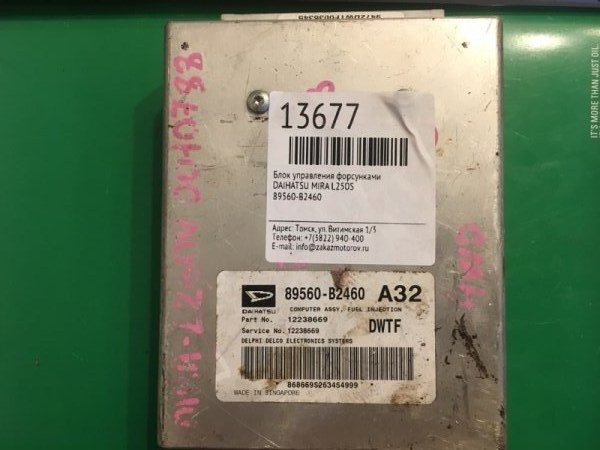 13677
Блок управления форсунками
DAIHATSU MIRA L250S
89560-B2460
Адрес: Томск, ул. Витимская 1/3
Телефон: +7(3822) 940-400
E-mail: info@zakazmotorov.ru
DAIHATSU
89560-B2460 A32
COMPUTER ASSY, FUEL INJECTION
Part No. 12238669
Service No. 12238669
DWTF
DELPHI DELCO ELECTRONICS SYSTEMS
B686695263454999
MADE IN SINGAPORE
IT'S MORE THAN JUST OIL.